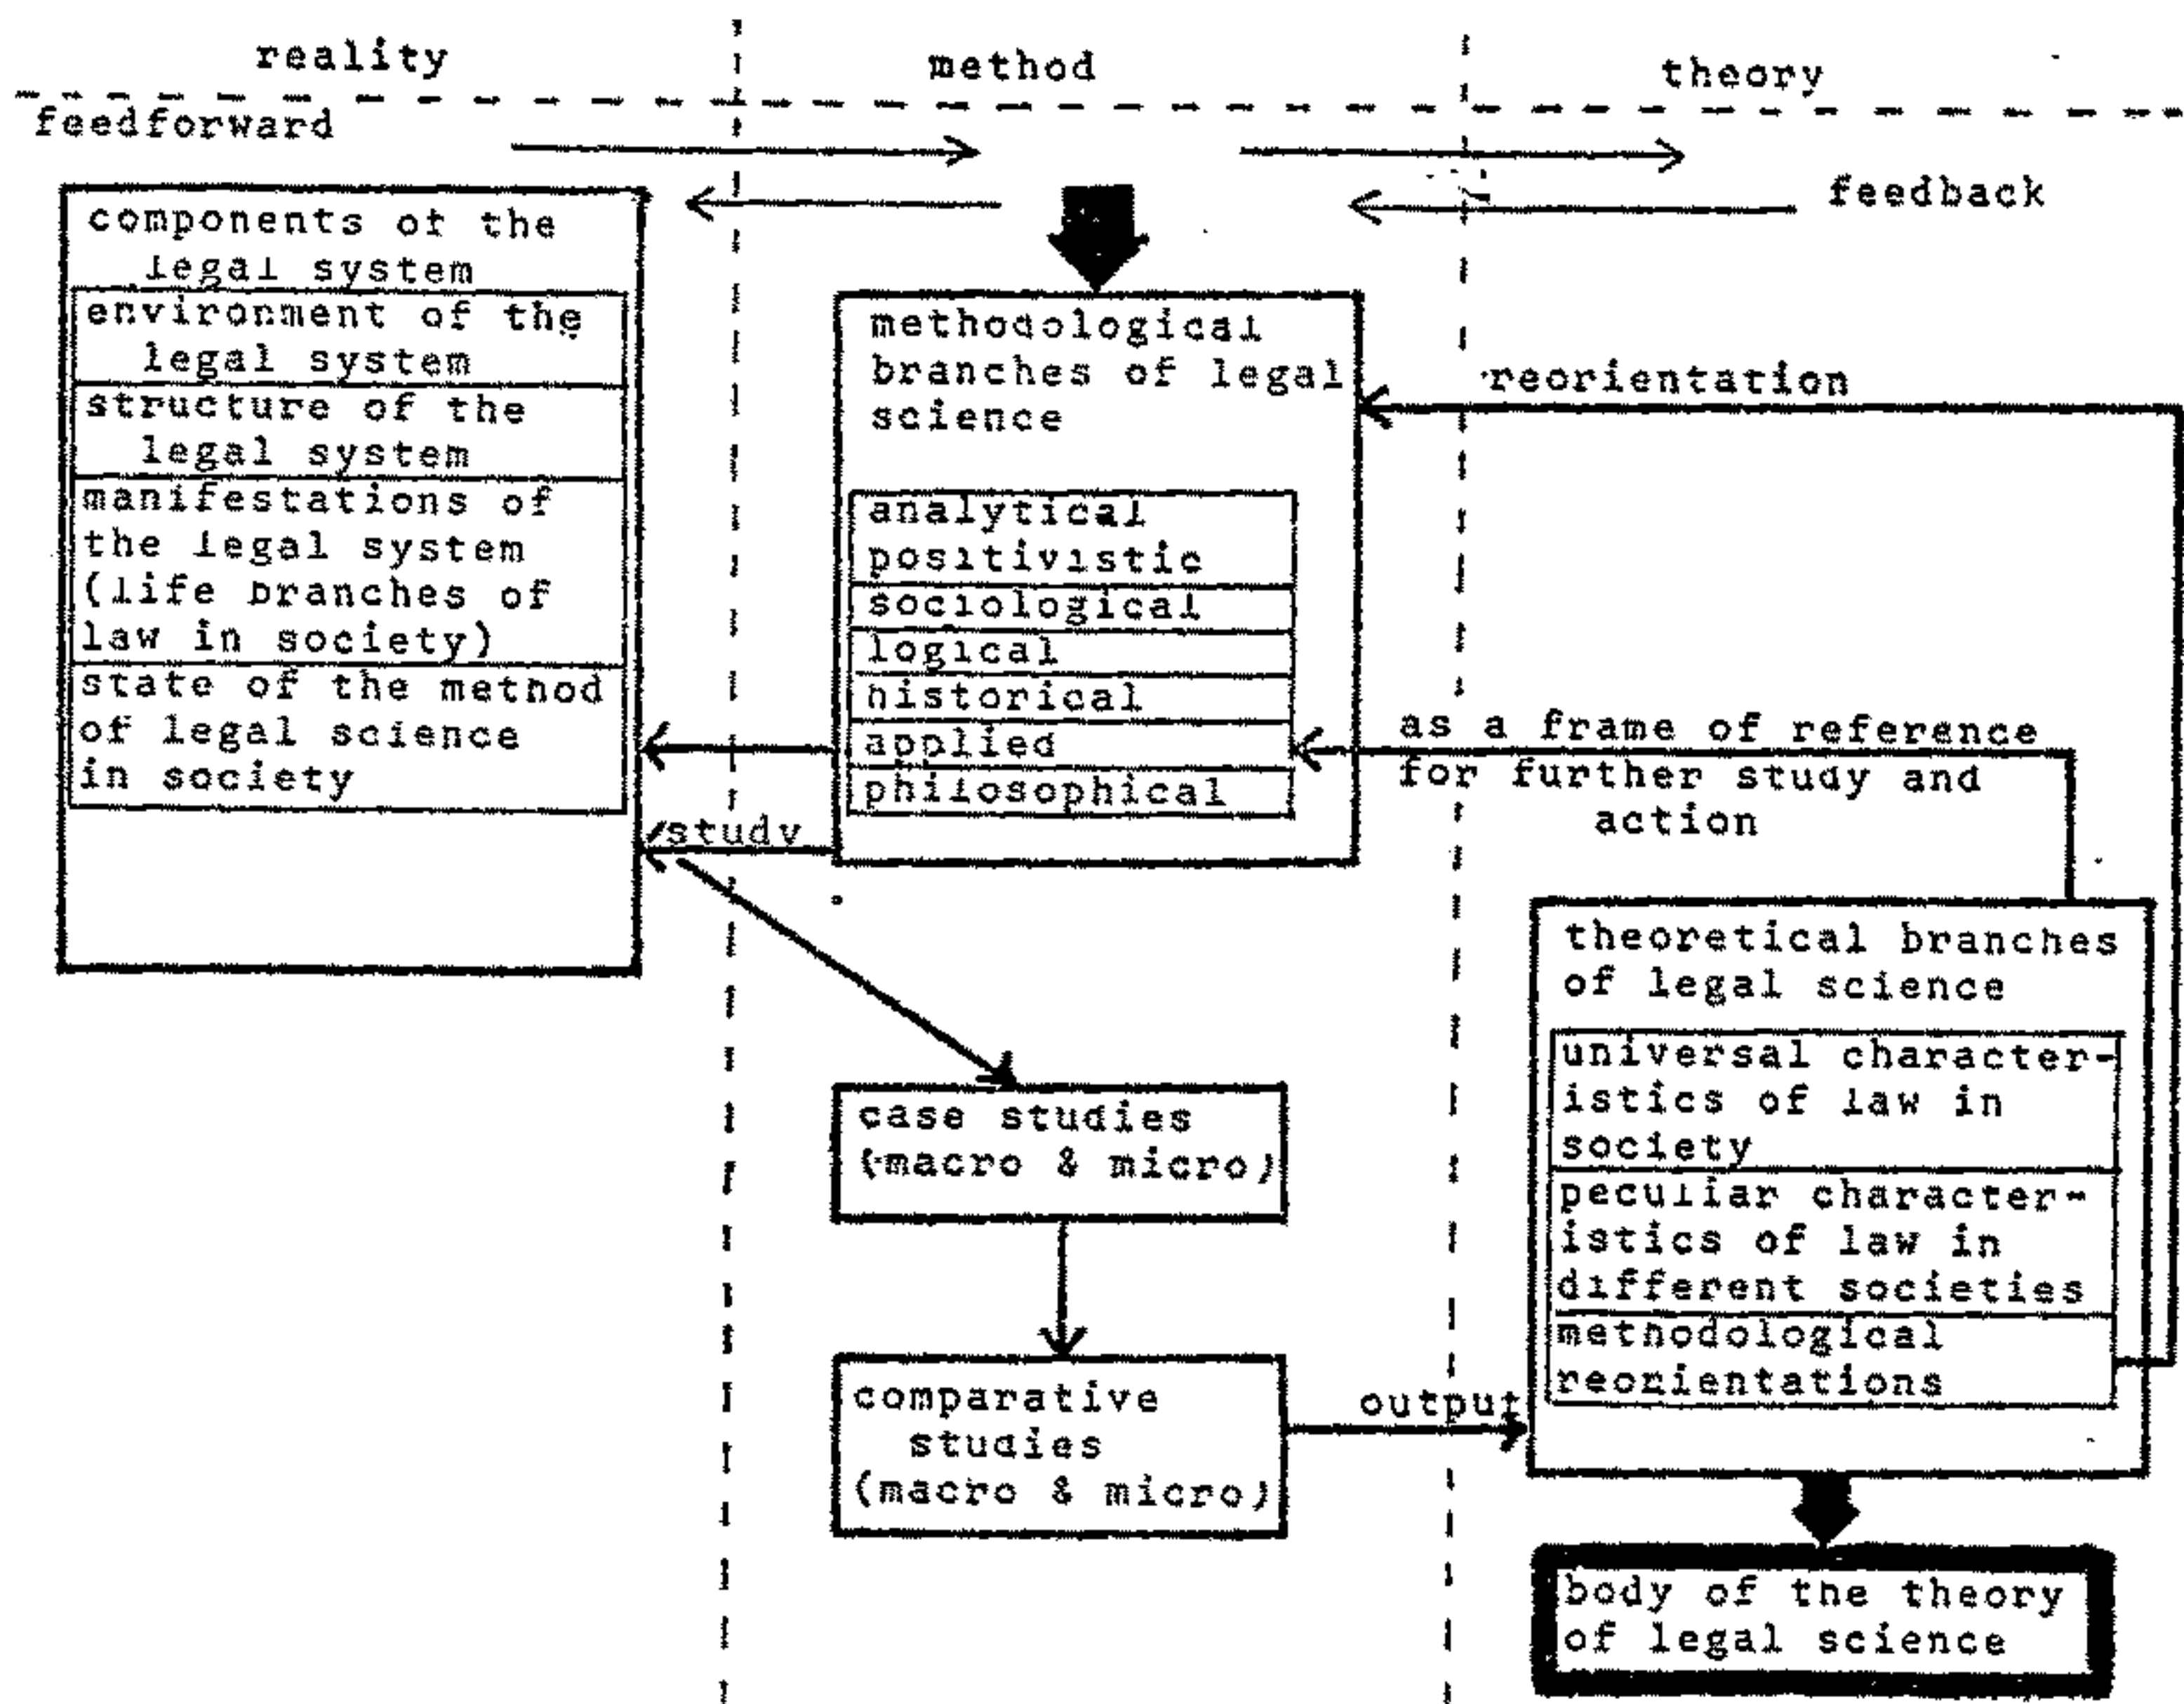 reality
method
theory
feedforward
feedback
components of the
legal system
environment of the
legal system
structure of the
legal system
manifestations of
the legal system
(life branches of
law in society)
state of the method
of legal science
in society
methodological
branches of legal
science
analytical
positivistic
sociological
logical
historical
applied
philosophical
study
reorientation
as a frame of reference
for further study and
action
case studies
(macro & micro)
comparative
studies
(macro & micro)
output
theoretical branches
of legal science
universal character-
istics of law in
society
peculiar character-
istics of law in
different societies
methodological
reorientations
body of the theory
of legal science